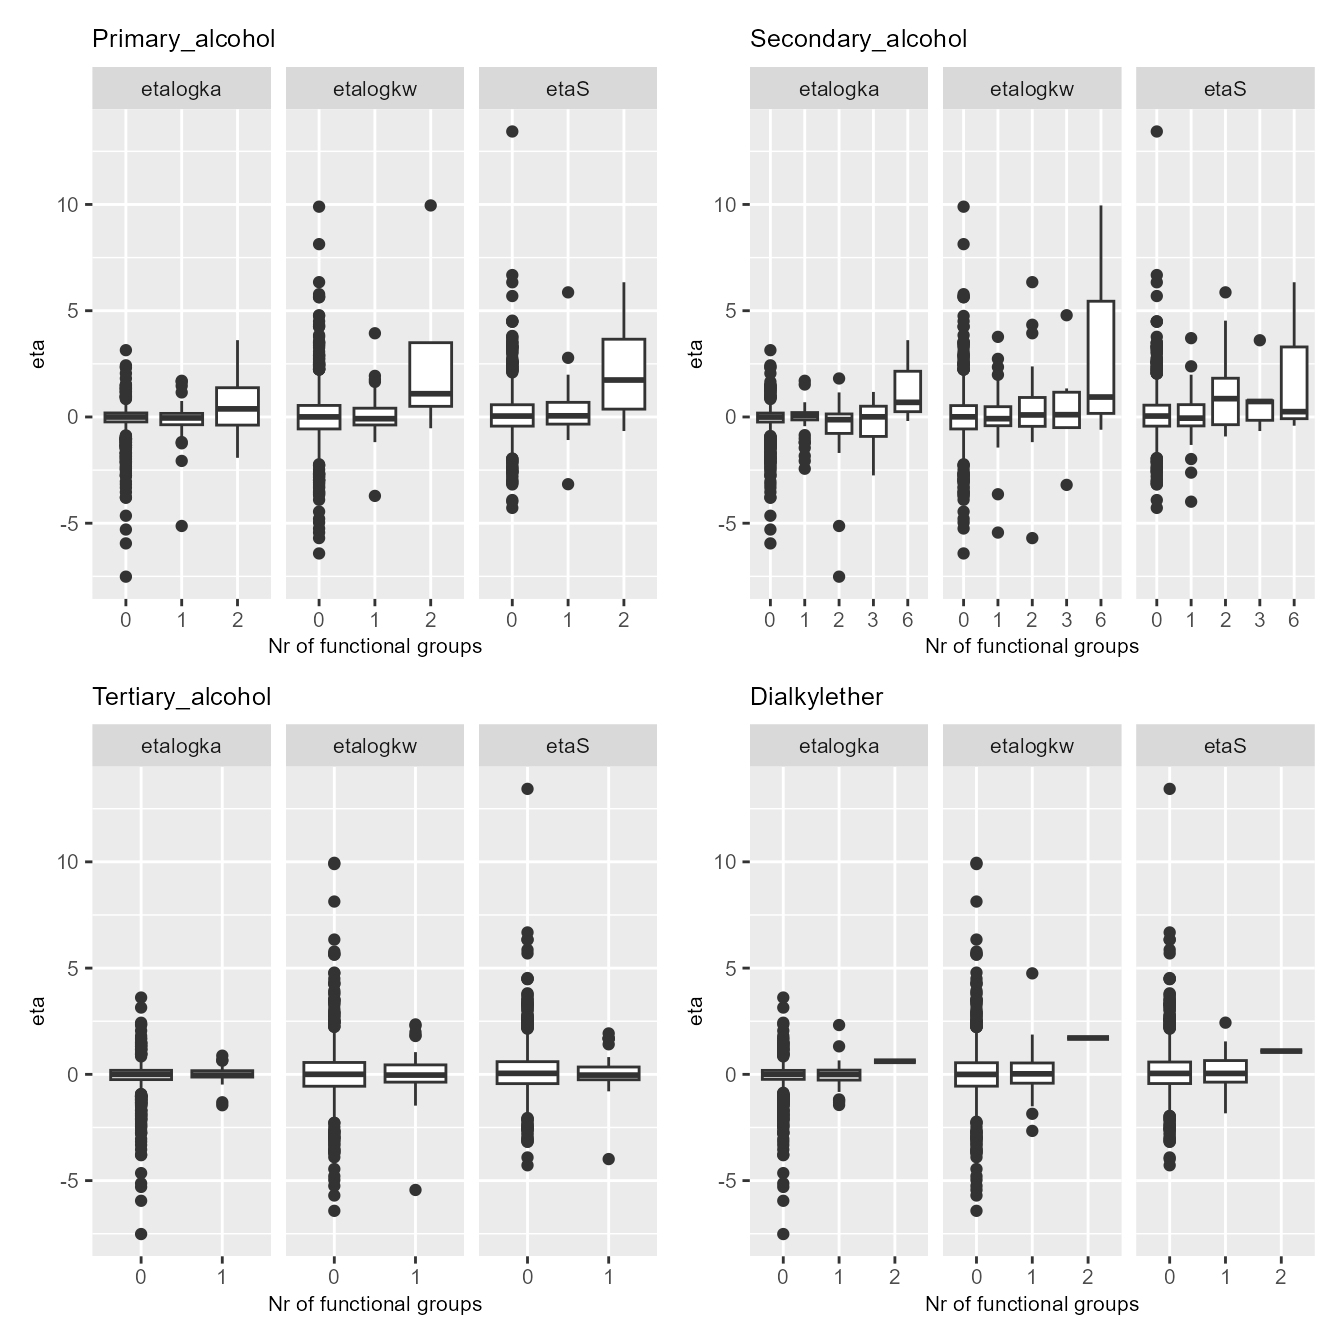 Primary_alcohol
etalogka etalogkw etaS
10
5
0
-5
eta
0 1 2 0 1 2 0 1 2
Nr of functional groups
Secondary_alcohol
etalogka etalogkw etaS
10
5
0
-5
eta
0 1 2 3 6 0 1 2 3 6 0 1 2 3 6
Nr of functional groups
Tertiary_alcohol
etalogka etalogkw etaS
10
5
0
-5
eta
0 1 0 1 0 1
Nr of functional groups
Dialkylether
etalogka etalogkw etaS
10
5
0
-5
eta
0 1 2 0 1 2 0 1 2
Nr of functional groups